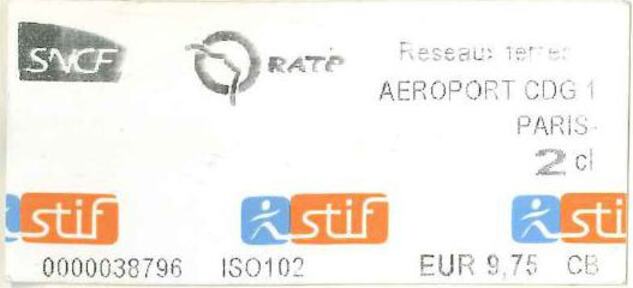 SNCF RATP Reseaux ferres
AEROPORT CDG 1
PARIS-
2 cl
stif stif sti
0000038796 ISO102 EUR 9,75 CB